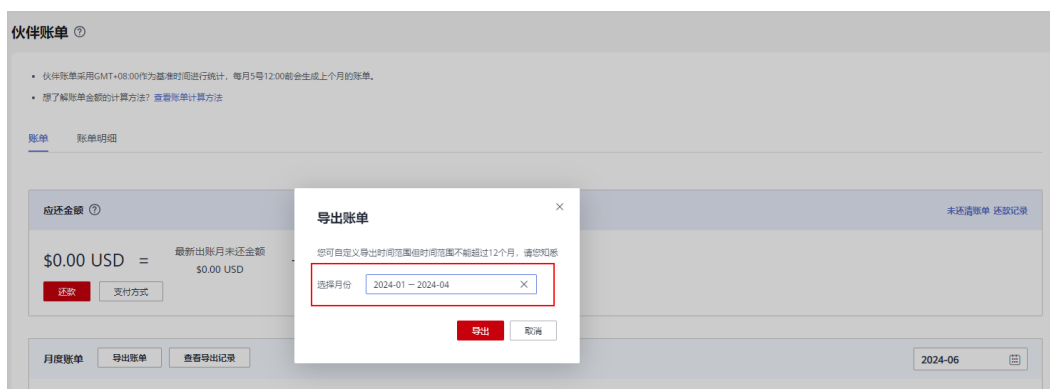 伙伴账单
伙伴账单采用GMT+08:00作为基准时间进行统计，每月5号12:00前会生成上个月的账单。
想了解账单金额的计算方法？查看账单计算方法
账单 账单明细
应还金额
未还清账单 还款记录
$0.00 USD =
最新出账月未还金额
$0.00 USD
还款 支付方式
导出账单
您可自定义导出时间范围但时间范围不能超过12个月，请您知悉
选择月份 2024-01 — 2024-04
导出 取消
月度账单 导出账单 查看导出记录 2024-06